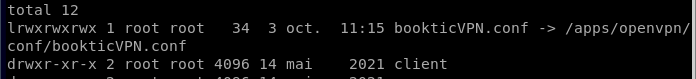 total 12
lrwxrwxrwx 1 root root   34  3 oct.  11:15 bookticVPN.conf -> /apps/openvpn/
conf/bookticVPN.conf
drwxr-xr-x 2 root root 4096 14 mai    2021 client